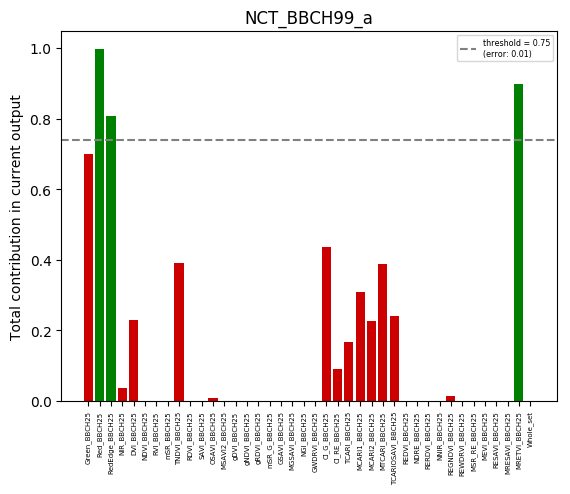 NCT_BBCH99_a
threshold = 0.75
(error: 0.01)
Total contribution in current output
1.0
0.8
0.6
0.4
0.2
0.0
Green_BBCH25
Red_BBCH25
RedEdge_BBCH25
NIR_BBCH25
DVI_BBCH25
NDVI_BBCH25
RVI_BBCH25
mSR_BBCH25
TNDVI_BBCH25
RDVI_BBCH25
SAVI_BBCH25
OSAVI_BBCH25
MSAVI2_BBCH25
gDVI_BBCH25
gNDVI_BBCH25
gRDVI_BBCH25
mSR_G_BBCH25
GSAVI_BBCH25
MGSAVI_BBCH25
NGI_BBCH25
GWDRVI_BBCH25
CI_G_BBCH25
CI_RE_BBCH25
TCARI_BBCH25
MCARI1_BBCH25
MCARI2_BBCH25
MTCARI_BBCH25
TCARIOSAVI_BBCH25
REDVI_BBCH25
NDRE_BBCH25
RERDVI_BBCH25
NNIR_BBCH25
REGNDVI_BBCH25
REWDRVI_BBCH25
MSR_RE_BBCH25
MEVI_BBCH25
RESAVI_BBCH25
MRESAVI_BBCH25
MRETVI_BBCH25
Whole_set